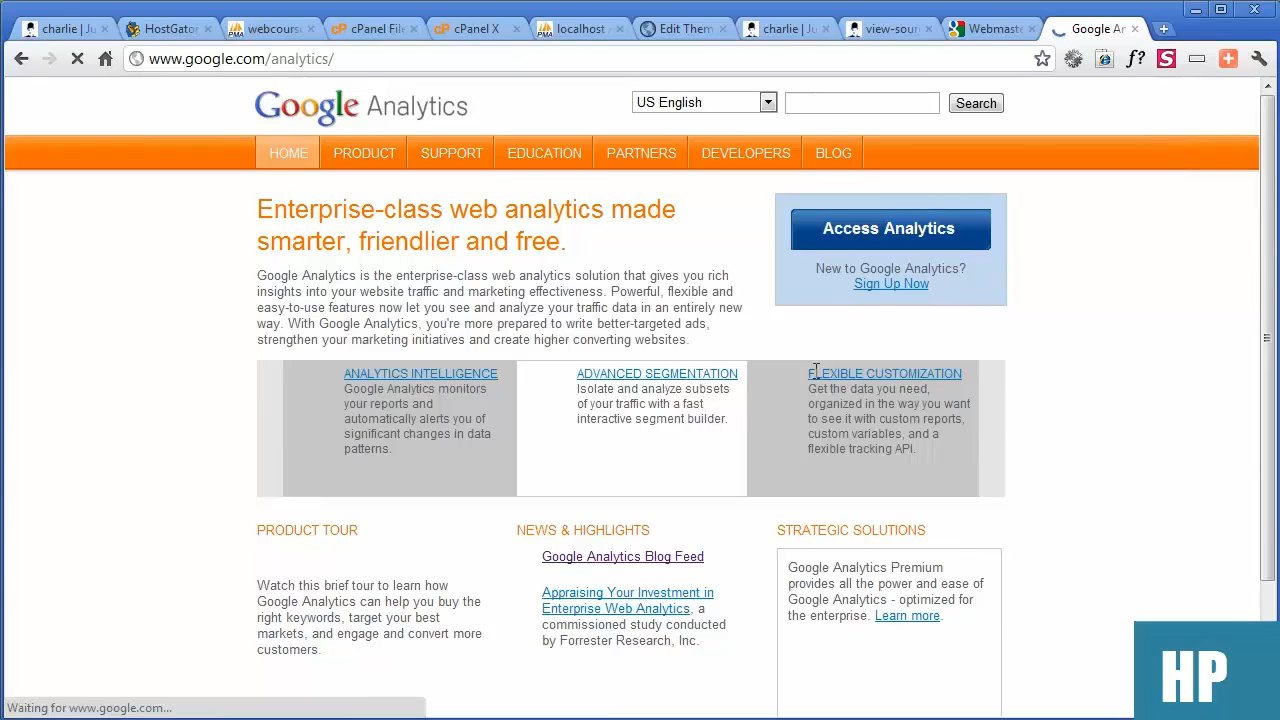 charlie | Ju
HostGator
webcours
cPanel File
cPanel X
localhost /
Edit Them
charlie | Ju
view-sour
Webmaste
Google An
www.google.com/analytics/
Google Analytics
US English
Search
HOME
PRODUCT
SUPPORT
EDUCATION
PARTNERS
DEVELOPERS
BLOG
Enterprise-class web analytics made
smarter, friendlier and free.
Access Analytics
New to Google Analytics?
Sign Up Now
Google Analytics is the enterprise-class web analytics solution that gives you rich
insights into your website traffic and marketing effectiveness. Powerful, flexible and
easy-to-use features now let you see and analyze your traffic data in an entirely new
way. With Google Analytics, you're more prepared to write better-targeted ads,
strengthen your marketing initiatives and create higher converting websites.
ANALYTICS INTELLIGENCE
Google Analytics monitors
your reports and
automatically alerts you of
significant changes in data
patterns.
ADVANCED SEGMENTATION
Isolate and analyze subsets
of your traffic with a fast
interactive segment builder.
FLEXIBLE CUSTOMIZATION
Get the data you need,
organized in the way you want
to see it with custom reports,
custom variables, and a
flexible tracking API.
PRODUCT TOUR
Watch this brief tour to learn how
Google Analytics can help you buy the
right keywords, target your best
markets, and engage and convert more
customers.
NEWS & HIGHLIGHTS
Google Analytics Blog Feed
Appraising Your Investment in
Enterprise Web Analytics, a
commissioned study conducted
by Forrester Research, Inc.
STRATEGIC SOLUTIONS
Google Analytics Premium
provides all the power and ease of
Google Analytics - optimized for
the enterprise. Learn more.
HP
Waiting for www.google.com...